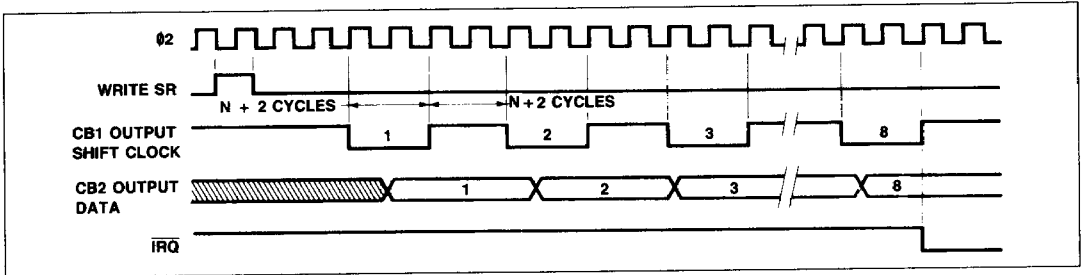 φ2
WRITE SR
N + 2 CYCLES
N + 2 CYCLES
CB1 OUTPUT
SHIFT CLOCK
1
2
3
8
CB2 OUTPUT
DATA
1
2
3
8
IRQ